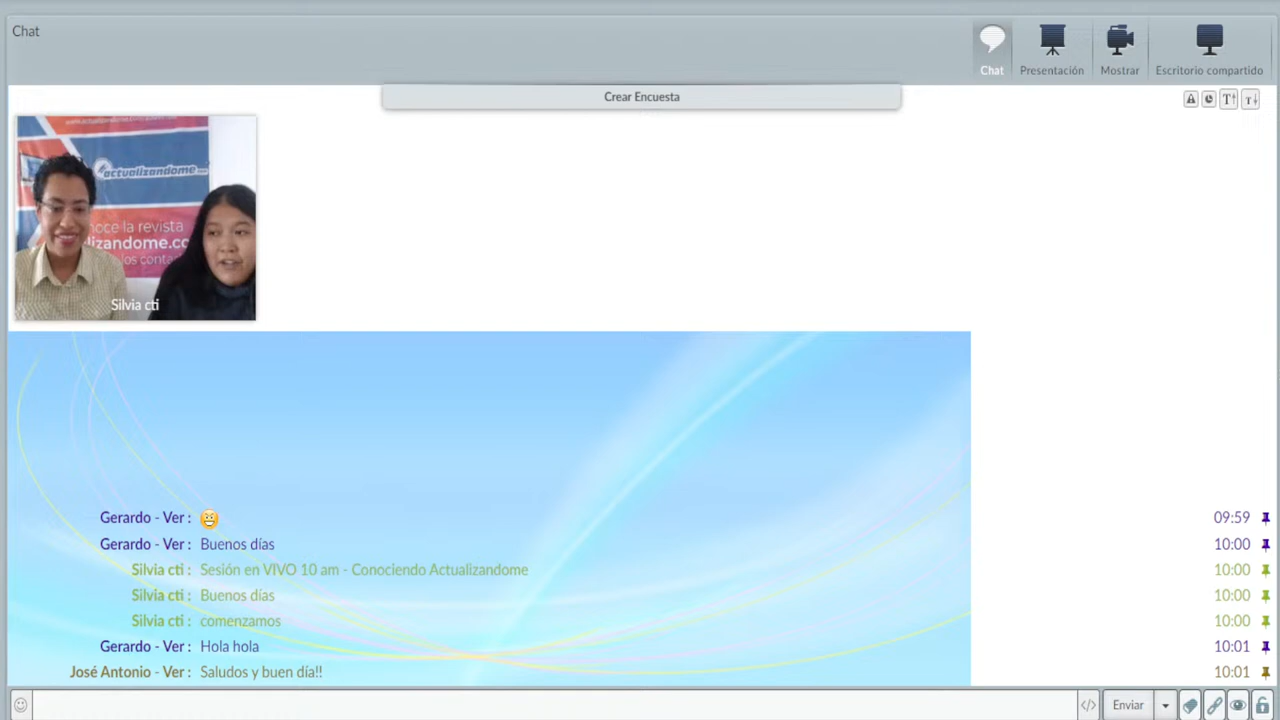 Chat
Chat
Presentación
Mostrar
Escritorio compartido
Crear Encuesta
actualizandome
noce la revista
lizandome.co
los conta
Silvia cti
Gerardo - Ver :
09:59
Gerardo - Ver : Buenos días
10:00
Silvia cti : Sesión en VIVO 10 am - Conociendo Actualizandome
10:00
Silvia cti : Buenos días
10:00
Silvia cti : comenzamos
10:00
Gerardo - Ver : Hola hola
10:01
José Antonio - Ver : Saludos y buen día!!
10:01
Enviar